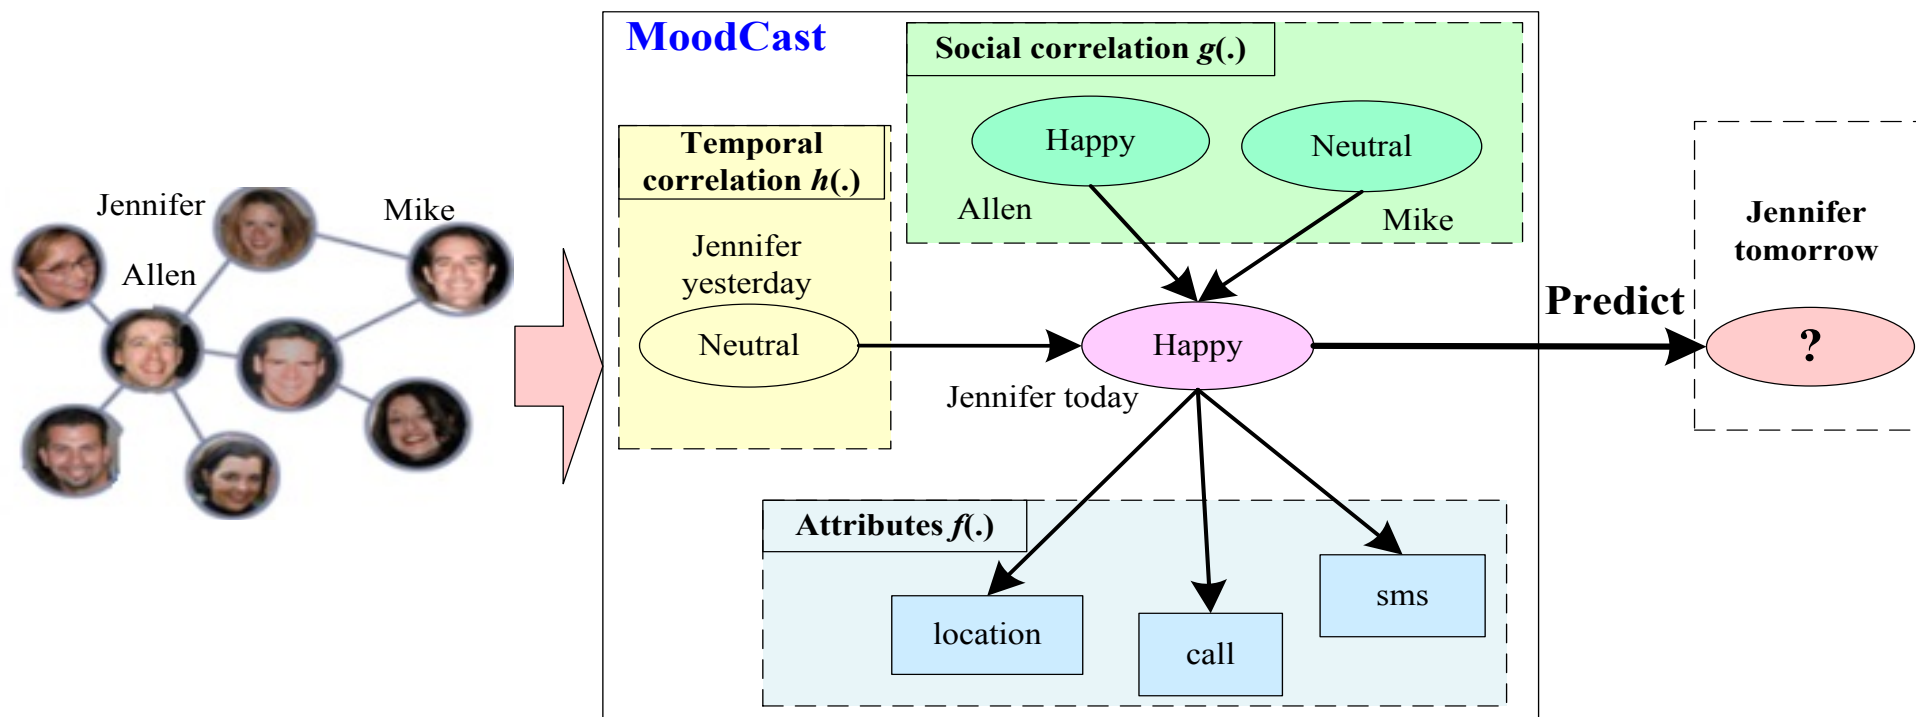 MoodCast
Social correlation g(.)
Happy
Neutral
Allen
Mike
Temporal
correlation h(.)
Jennifer
yesterday
Neutral
Jennifer
Mike
Allen
Happy
Jennifer today
Predict
Jennifer
tomorrow
?
Attributes f(.)
location
call
sms